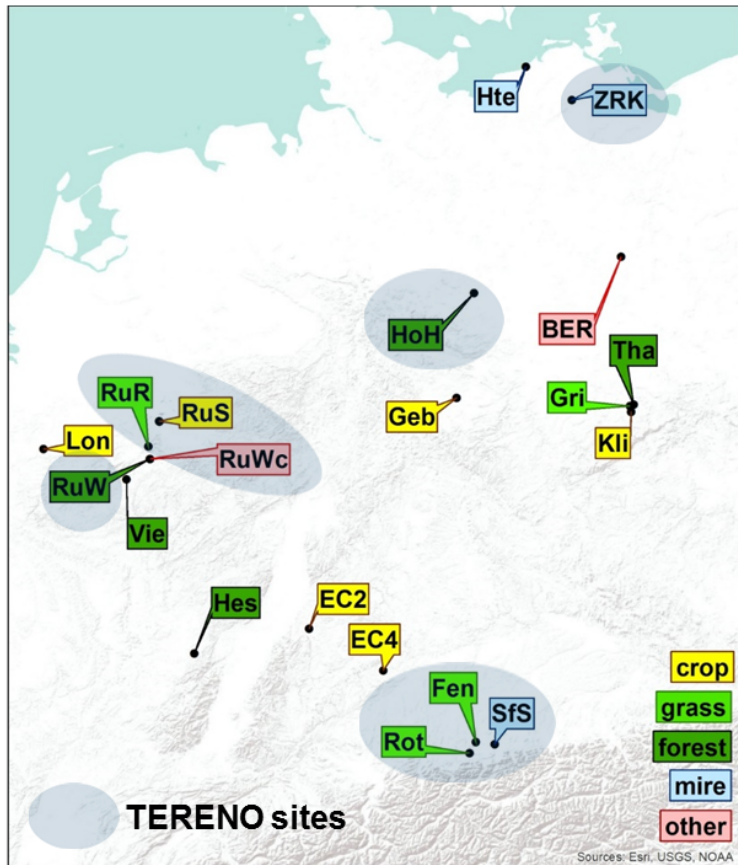 Hte
ZRK
HoH
BER
Tha
RuR
RuS
Geb
Gri
Lon
Kli
RuWc
RuW
Vie
Hes
EC2
EC4
Fen
SfS
Rot
crop
grass
forest
mire
other
TERENO sites
Sources: Esri, USGS, NOAA